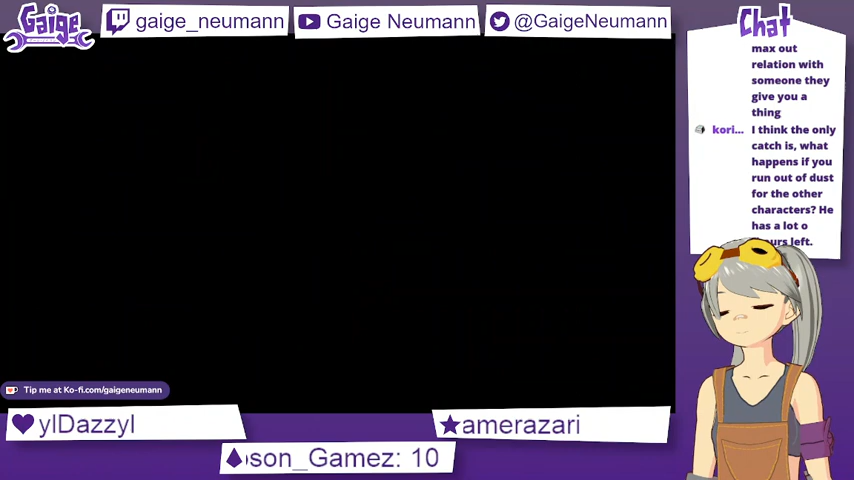 Gaige
gaige_neumann
Gaige Neumann
@GaigeNeumann
Chat
max out
relation with
someone they
give you a
thing
kori... I think the only
catch is, what
happens if you
run out of dust
for the other
characters? He
has a lot o
urs left.
Tip me at Ko-fi.com/gaigeneumann
ylDazzyl
amerazari
son_Gamez: 10